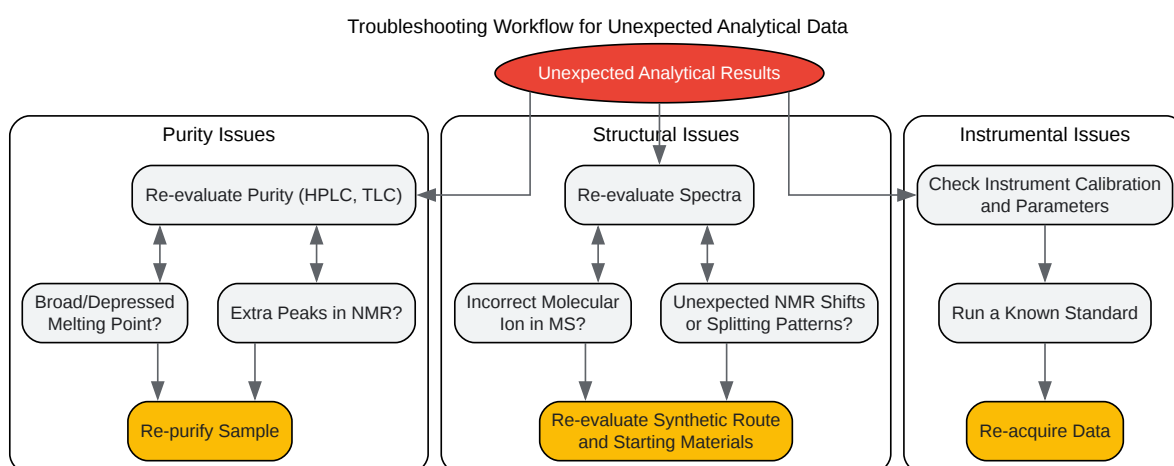 Troubleshooting Workflow for Unexpected Analytical Data
Unexpected Analytical Results
Purity Issues
Re-evaluate Purity (HPLC, TLC)
Broad/Depressed
Melting Point?
Extra Peaks in NMR?
Re-purify Sample
Structural Issues
Re-evaluate Spectra
Incorrect Molecular
Ion in MS?
Unexpected NMR Shifts
or Splitting Patterns?
Re-evaluate Synthetic Route
and Starting Materials
Instrumental Issues
Check Instrument Calibration
and Parameters
Run a Known Standard
Re-acquire Data